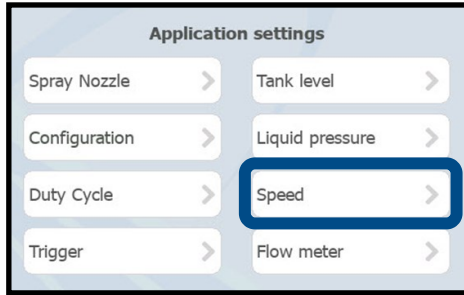 Application settings
Spray Nozzle
Tank level
Configuration
Liquid pressure
Duty Cycle
Speed
Trigger
Flow meter